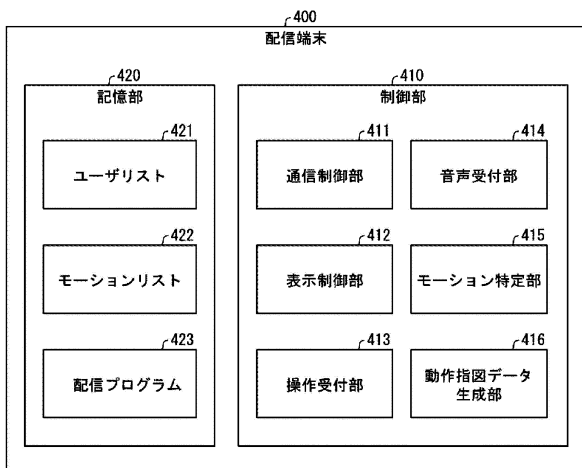 400
配信端末
420
記憶部
421
ユーザリスト
422
モーションリスト
423
配信プログラム
410
制御部
411
通信制御部
414
音声受付部
412
表示制御部
415
モーション特定部
413
操作受付部
416
動作指図データ
生成部